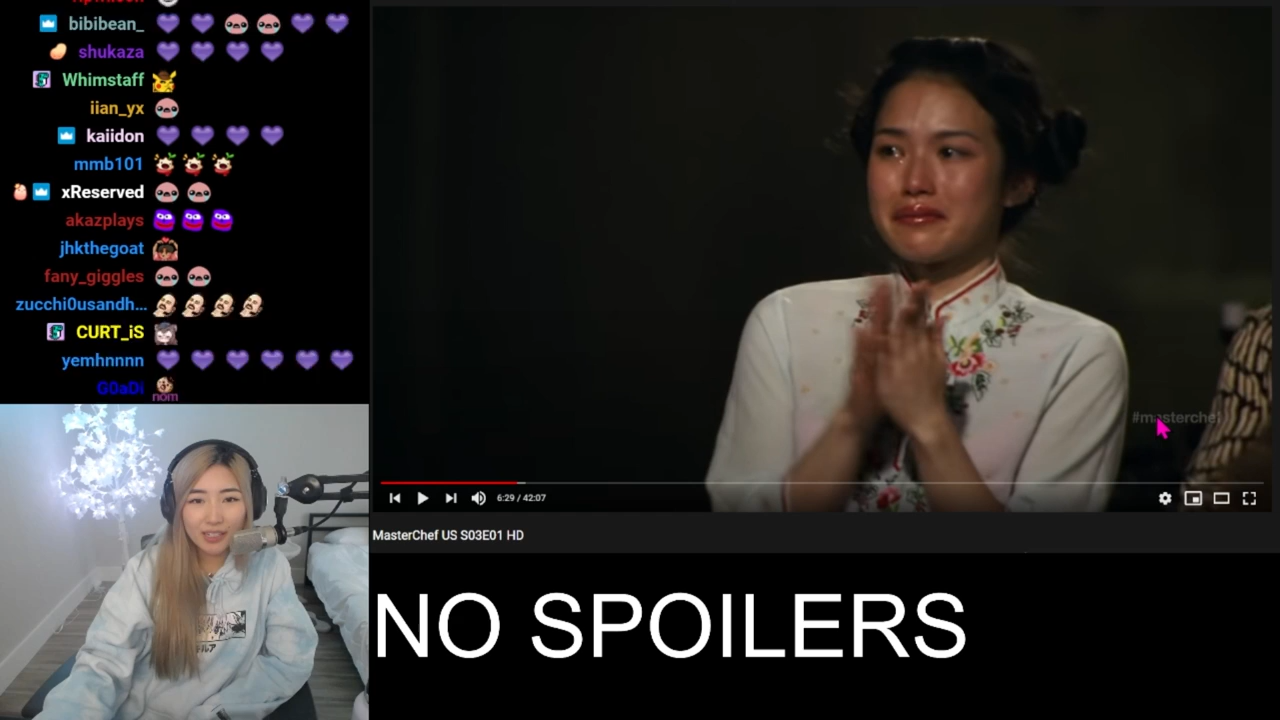 bibibean_
shukaza
Whimstaff
iian_yx
kaiidon
mmb101
xReserved
akazplays
jhkthegoat
fany_giggles
zucchi0usandh...
CURT_iS
yemhnnnn
G0aDi
nom
#masterchef
6:29 / 42:07
MasterChef US S03E01 HD
NO SPOILERS